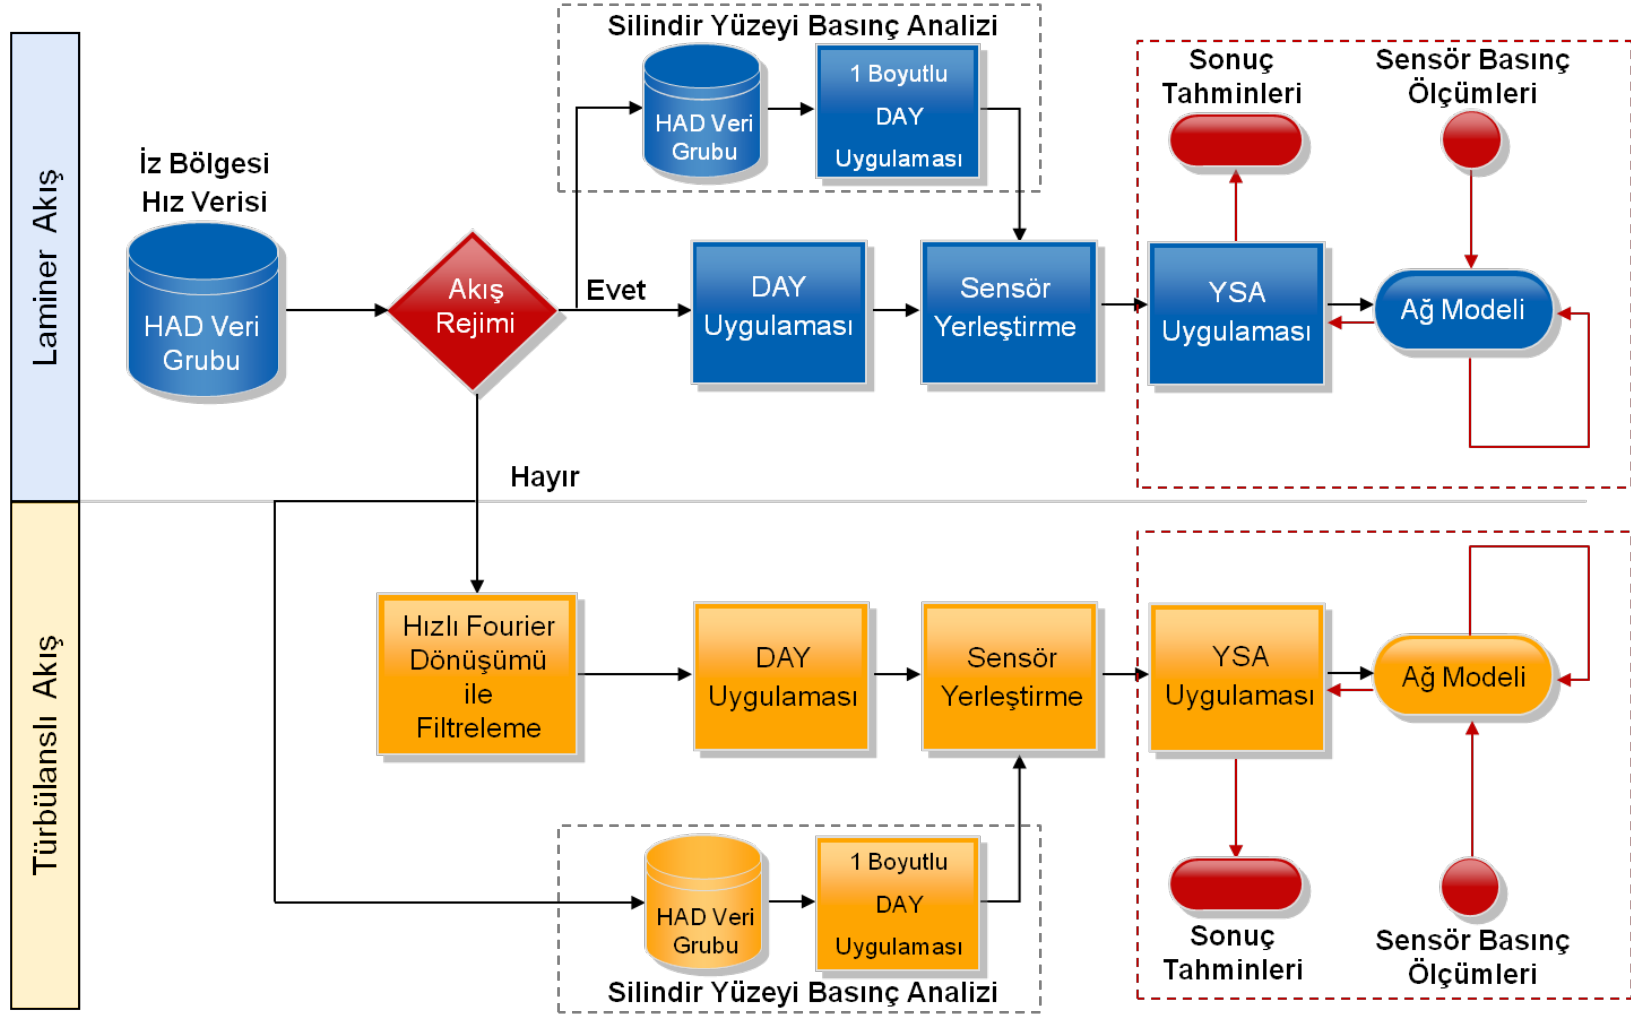 Laminer Akış
İz Bölgesi
Hız Verisi
HAD Veri
Grubu
Akış
Rejimi
Evet
Hayır
Silindir Yüzeyi Basınç Analizi
HAD Veri
Grubu
1 Boyutlu
DAY
Uygulaması
DAY
Uygulaması
Sensör
Yerleştirme
Sonuç
Tahminleri
Sensör Basınç
Ölçümleri
YSA
Uygulaması
Ağ Modeli
Türbülanslı Akış
Hızlı Fourier
Dönüşümü
ile
Filtreleme
DAY
Uygulaması
Sensör
Yerleştirme
YSA
Uygulaması
Ağ Modeli
HAD Veri
Grubu
1 Boyutlu
DAY
Uygulaması
Silindir Yüzeyi Basınç Analizi
Sonuç
Tahminleri
Sensör Basınç
Ölçümleri